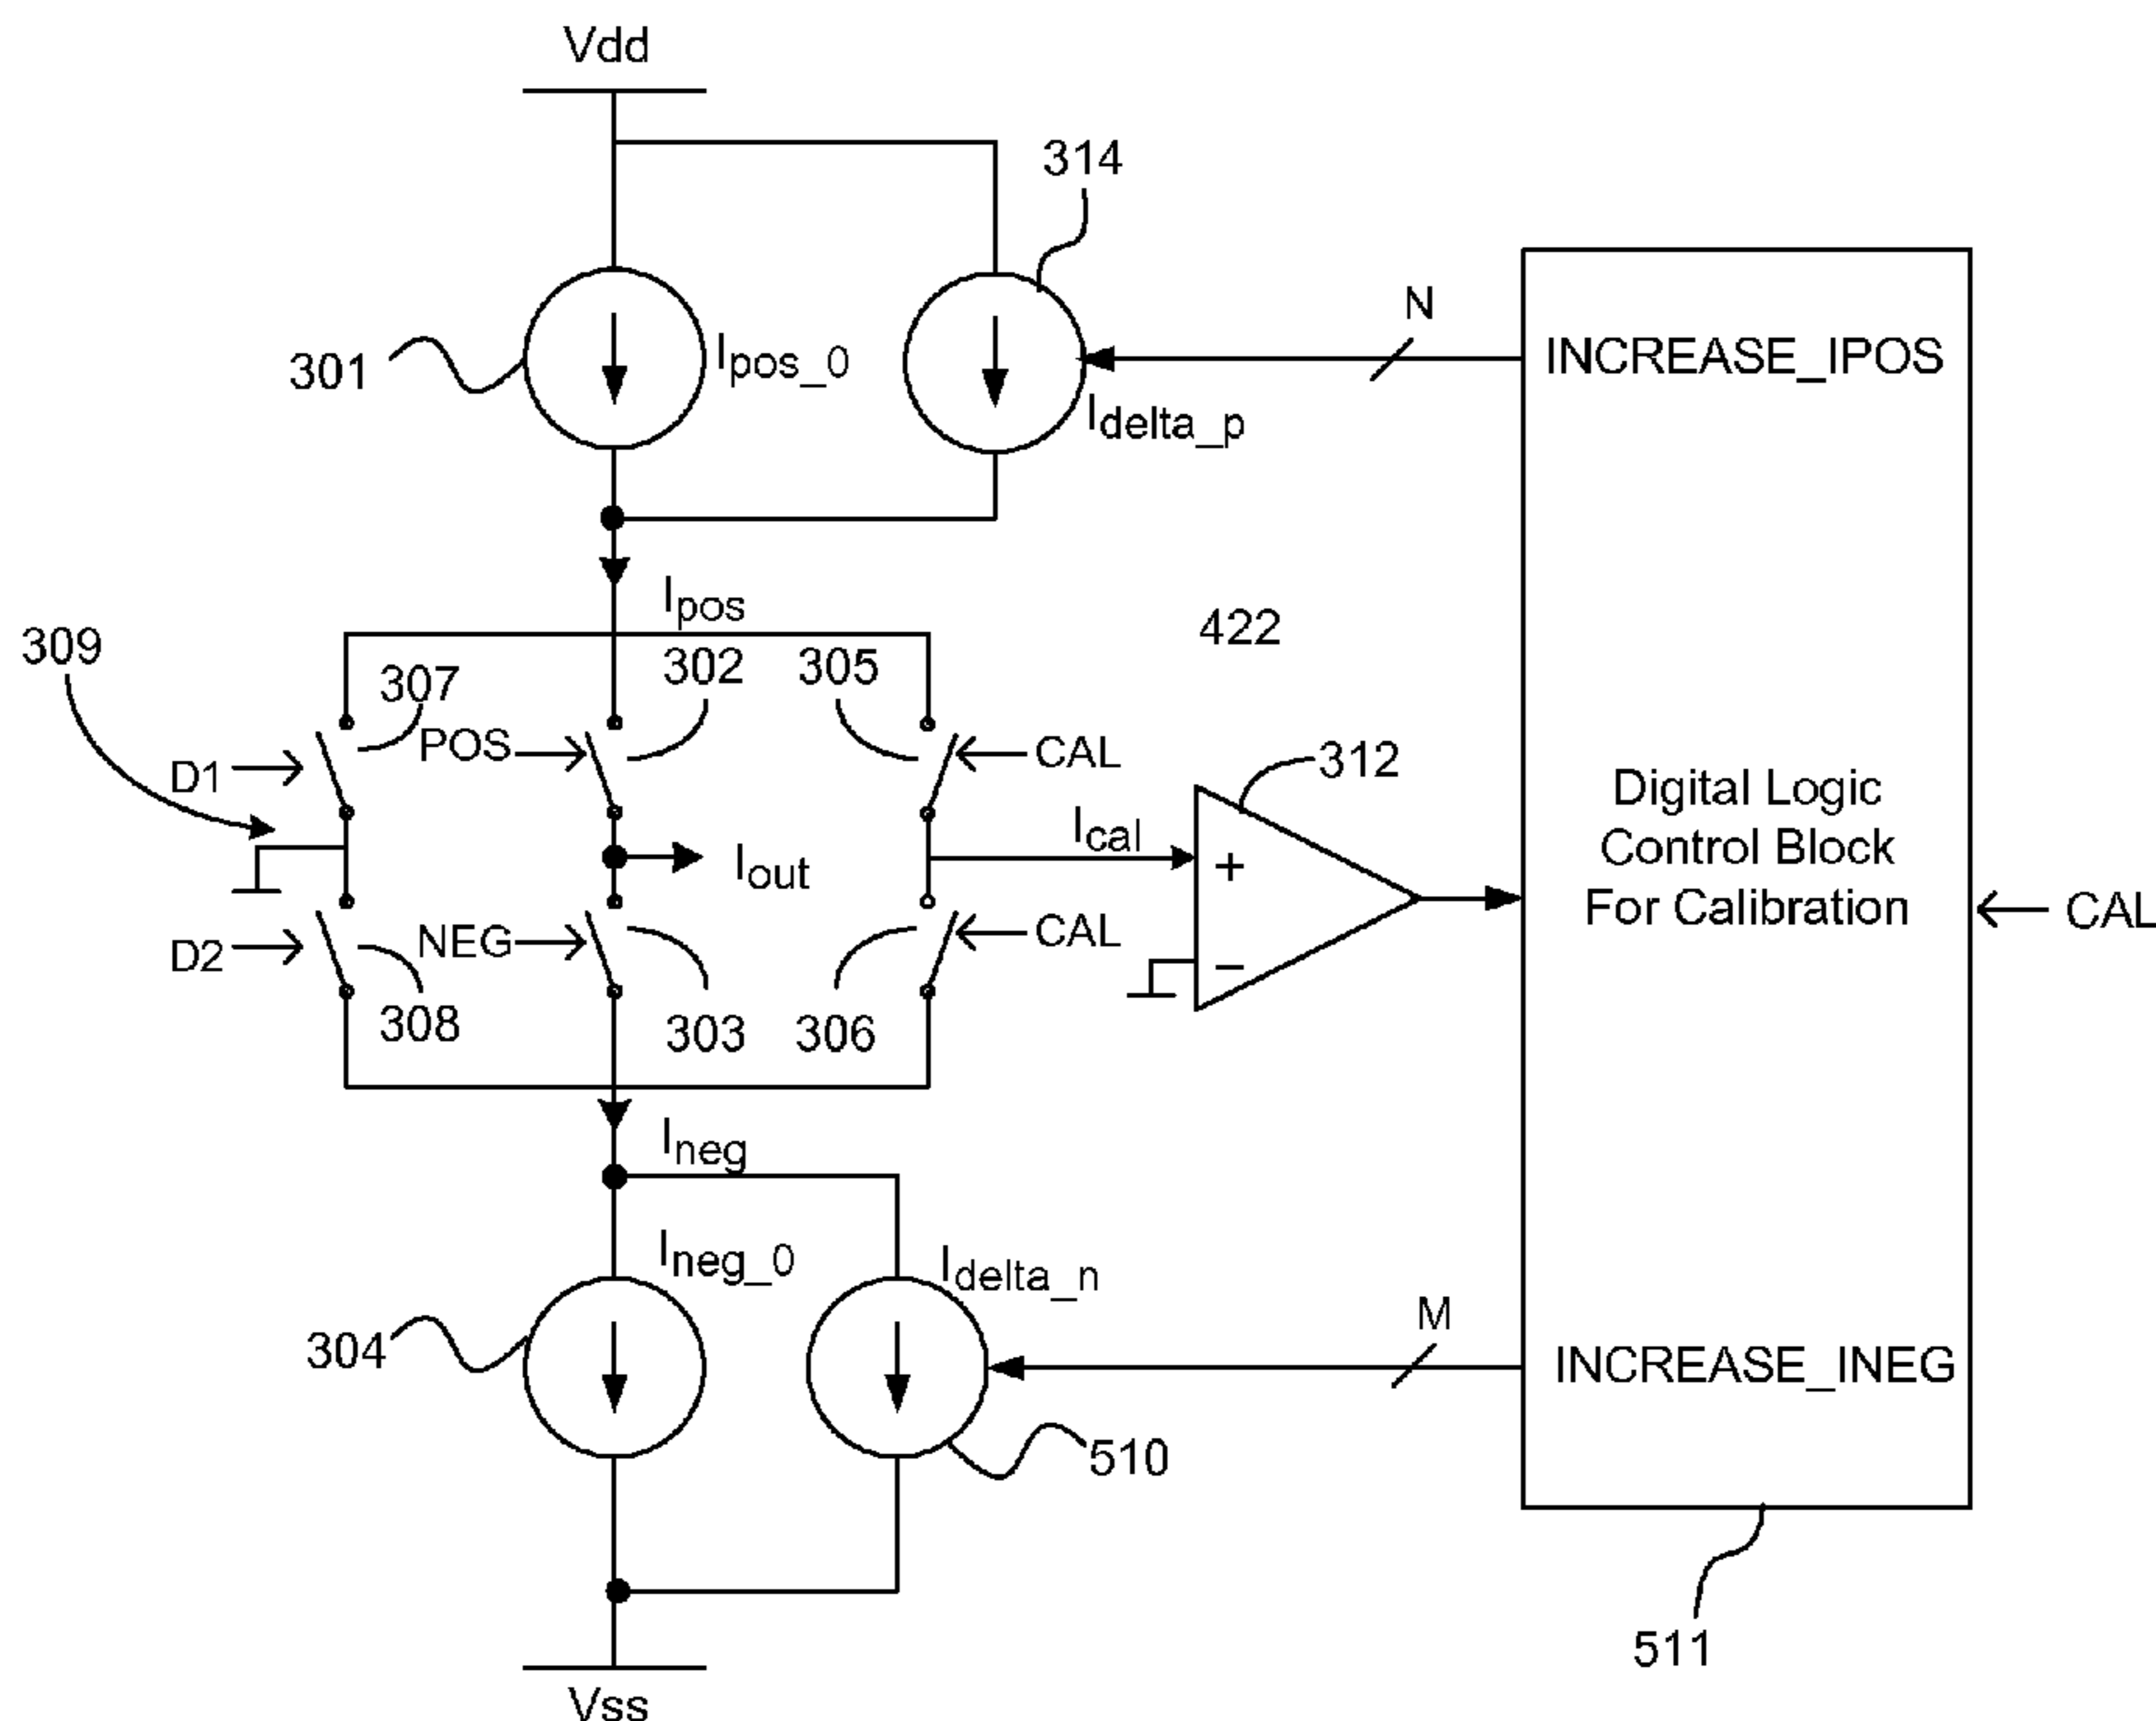 Vdd
314
N
301
Ipos_0
INCREASE_IPOS
Idelta_p
Ipos
422
309
307
302
305
POS
CAL
312
D1
Digital Logic
Control Block
For Calibration
Ical
+
Iout
CAL
D2
NEG
CAL
−
308
303
306
Ineg
Ineg_0
Idelta_n
M
304
INCREASE_INEG
510
511
Vss